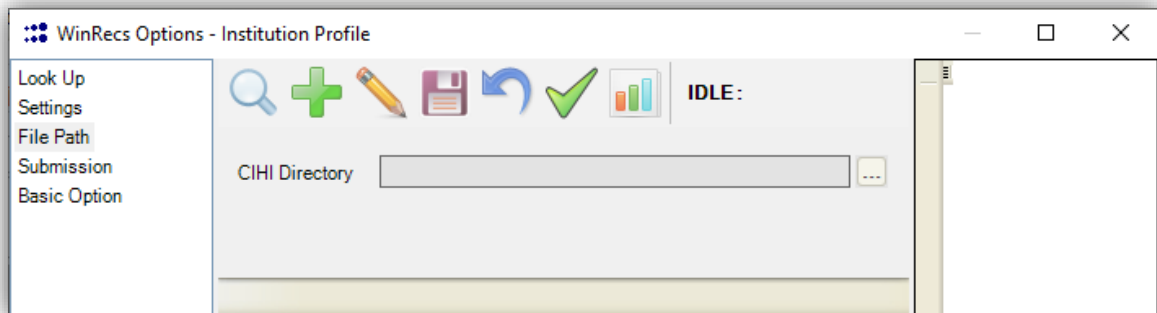 WinRecs Options - Institution Profile
Look Up
Settings
File Path
Submission
Basic Option
IDLE:
CIHI Directory
...